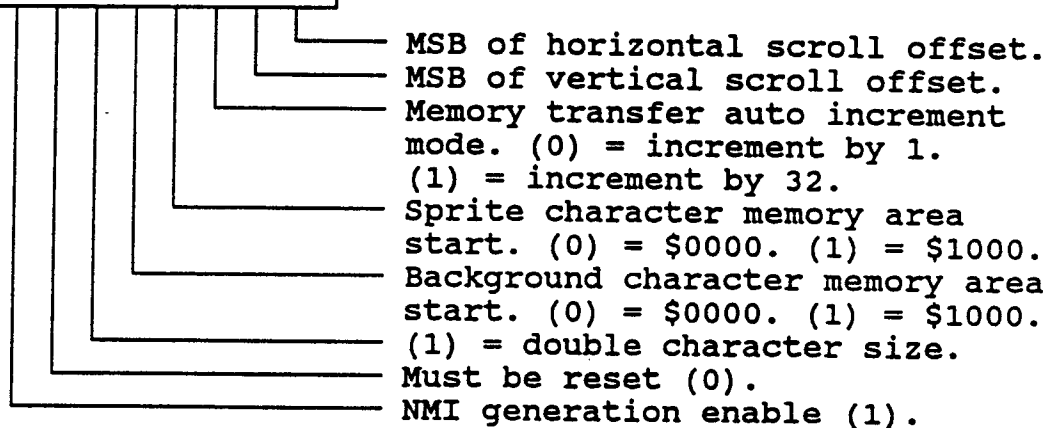 MSB of horizontal scroll offset.
MSB of vertical scroll offset.
Memory transfer auto increment
mode. (0) = increment by 1.
(1) = increment by 32.
Sprite character memory area
start. (0) = $0000. (1) = $1000.
Background character memory area
start. (0) = $0000. (1) = $1000.
(1) = double character size.
Must be reset (0).
NMI generation enable (1).